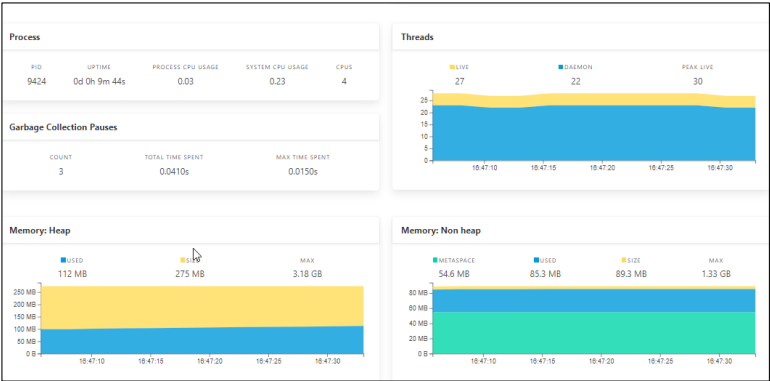 Process
PID UPTIME PROCESS CPU USAGE SYSTEM CPU USAGE CPUS
9424 0d 0h 9m 44s 0.03 0.23 4
Garbage Collection Pauses
COUNT TOTAL TIME SPENT MAX TIME SPENT
3 0.0410s 0.0150s
Threads
LIVE DAEMON PEAK LIVE
27 22 30
25
20
15
10
5
0
16:47:10 16:47:15 16:47:20 16:47:25 16:47:30
Memory: Heap
USED MAX
112 MB 275 MB 3.18 GB
250 MB
200 MB
150 MB
100 MB
50 MB
0 B
16:47:10 16:47:15 16:47:20 16:47:25 16:47:30
Memory: Non heap
METASPACE USED SIZE MAX
54.6 MB 85.3 MB 89.3 MB 1.33 GB
80 MB
60 MB
40 MB
20 MB
0 B
16:47:10 16:47:15 16:47:20 16:47:25 16:47:30